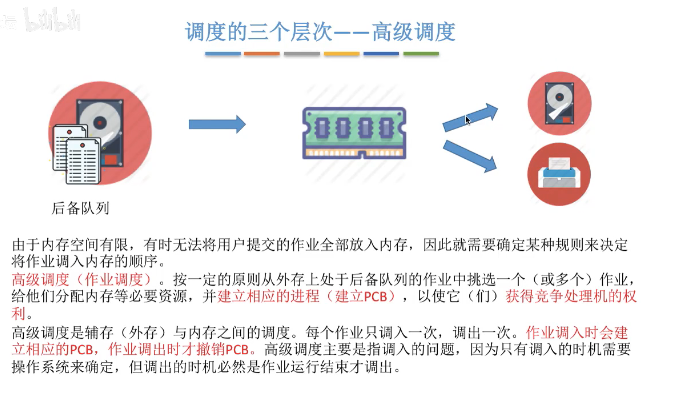 bilibili
调度的三个层次——高级调度
后备队列
由于内存空间有限，有时无法将用户提交的作业全部放入内存，因此就需要确定某种规则来决定
将作业调入内存的顺序。
高级调度（作业调度）。按一定的原则从外存上处于后备队列的作业中挑选一个（或多个）作业，
给他们分配内存等必要资源，并建立相应的进程（建立PCB），以使它（们）获得竞争处理机的权
利。
高级调度是辅存（外存）与内存之间的调度。每个作业只调入一次，调出一次。作业调入时会建
立相应的PCB，作业调出时才撤销PCB。高级调度主要是指调入的问题，因为只有调入的时机需要
操作系统来确定，但调出的时机必然是作业运行结束才调出。